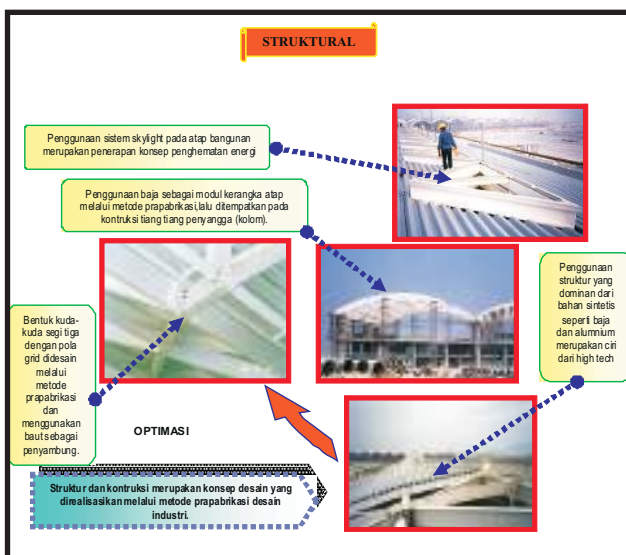 STRUKTURAL
Penggunaan sistem skylight pada atap bangunan
merupakan penerapan konsep penghematan energi
Penggunaan baja sebagai modul kerangka atap
melalui metode prapabrikasi,lalu ditempatkan pada
kontruksi tiang tiang penyangga (kolom).
Penggunaan
struktur yang
dominan dari
bahan sintetis
seperti baja
dan alumnium
merupakan ciri
dari high tech
Bentuk kuda-
kuda segi tiga
dengan pola
grid didesain
melalui
metode
prapabrikasi
dan
menggunakan
baut sebagai
penyambung.
OPTIMASI
Struktur dan kontruksi merupakan konsep desain yang
direalisasikan melalui metode prapabrikasi desain
industri.